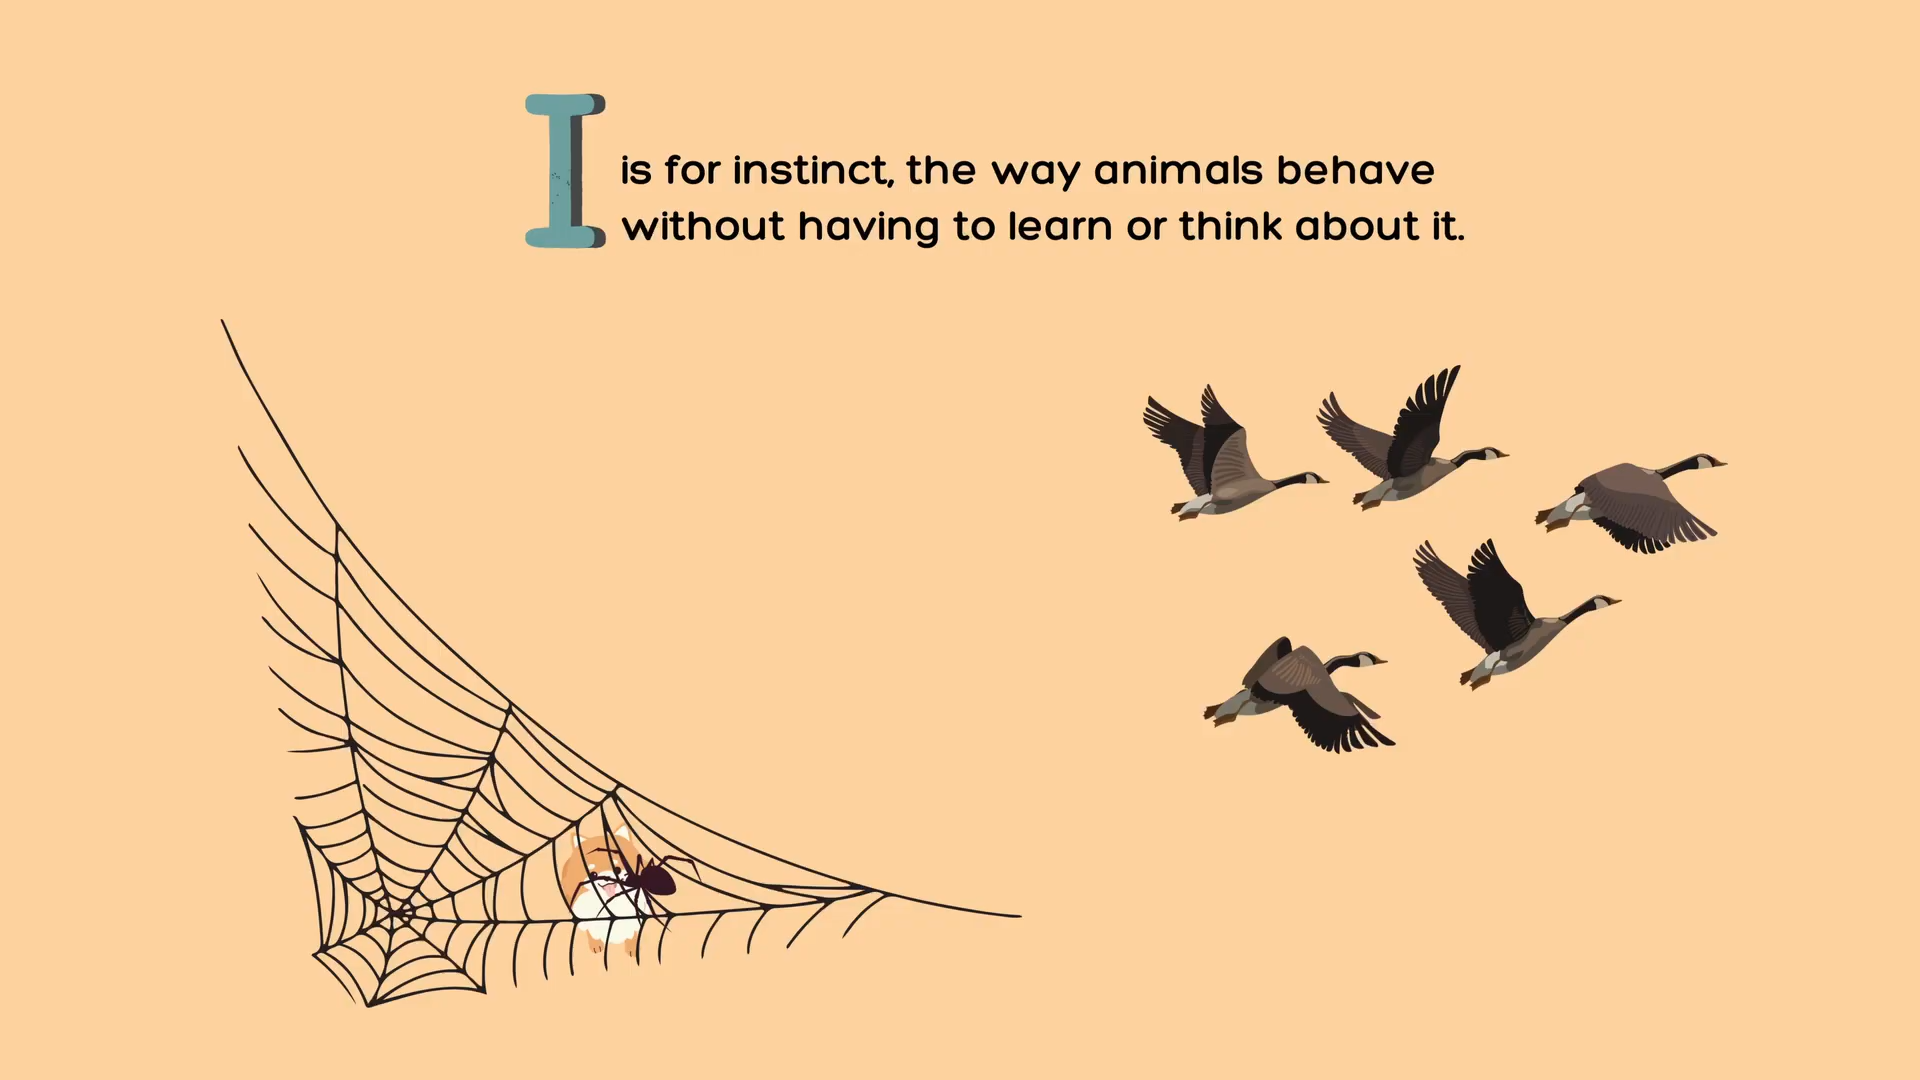 I is for instinct, the way animals behave
without having to learn or think about it.